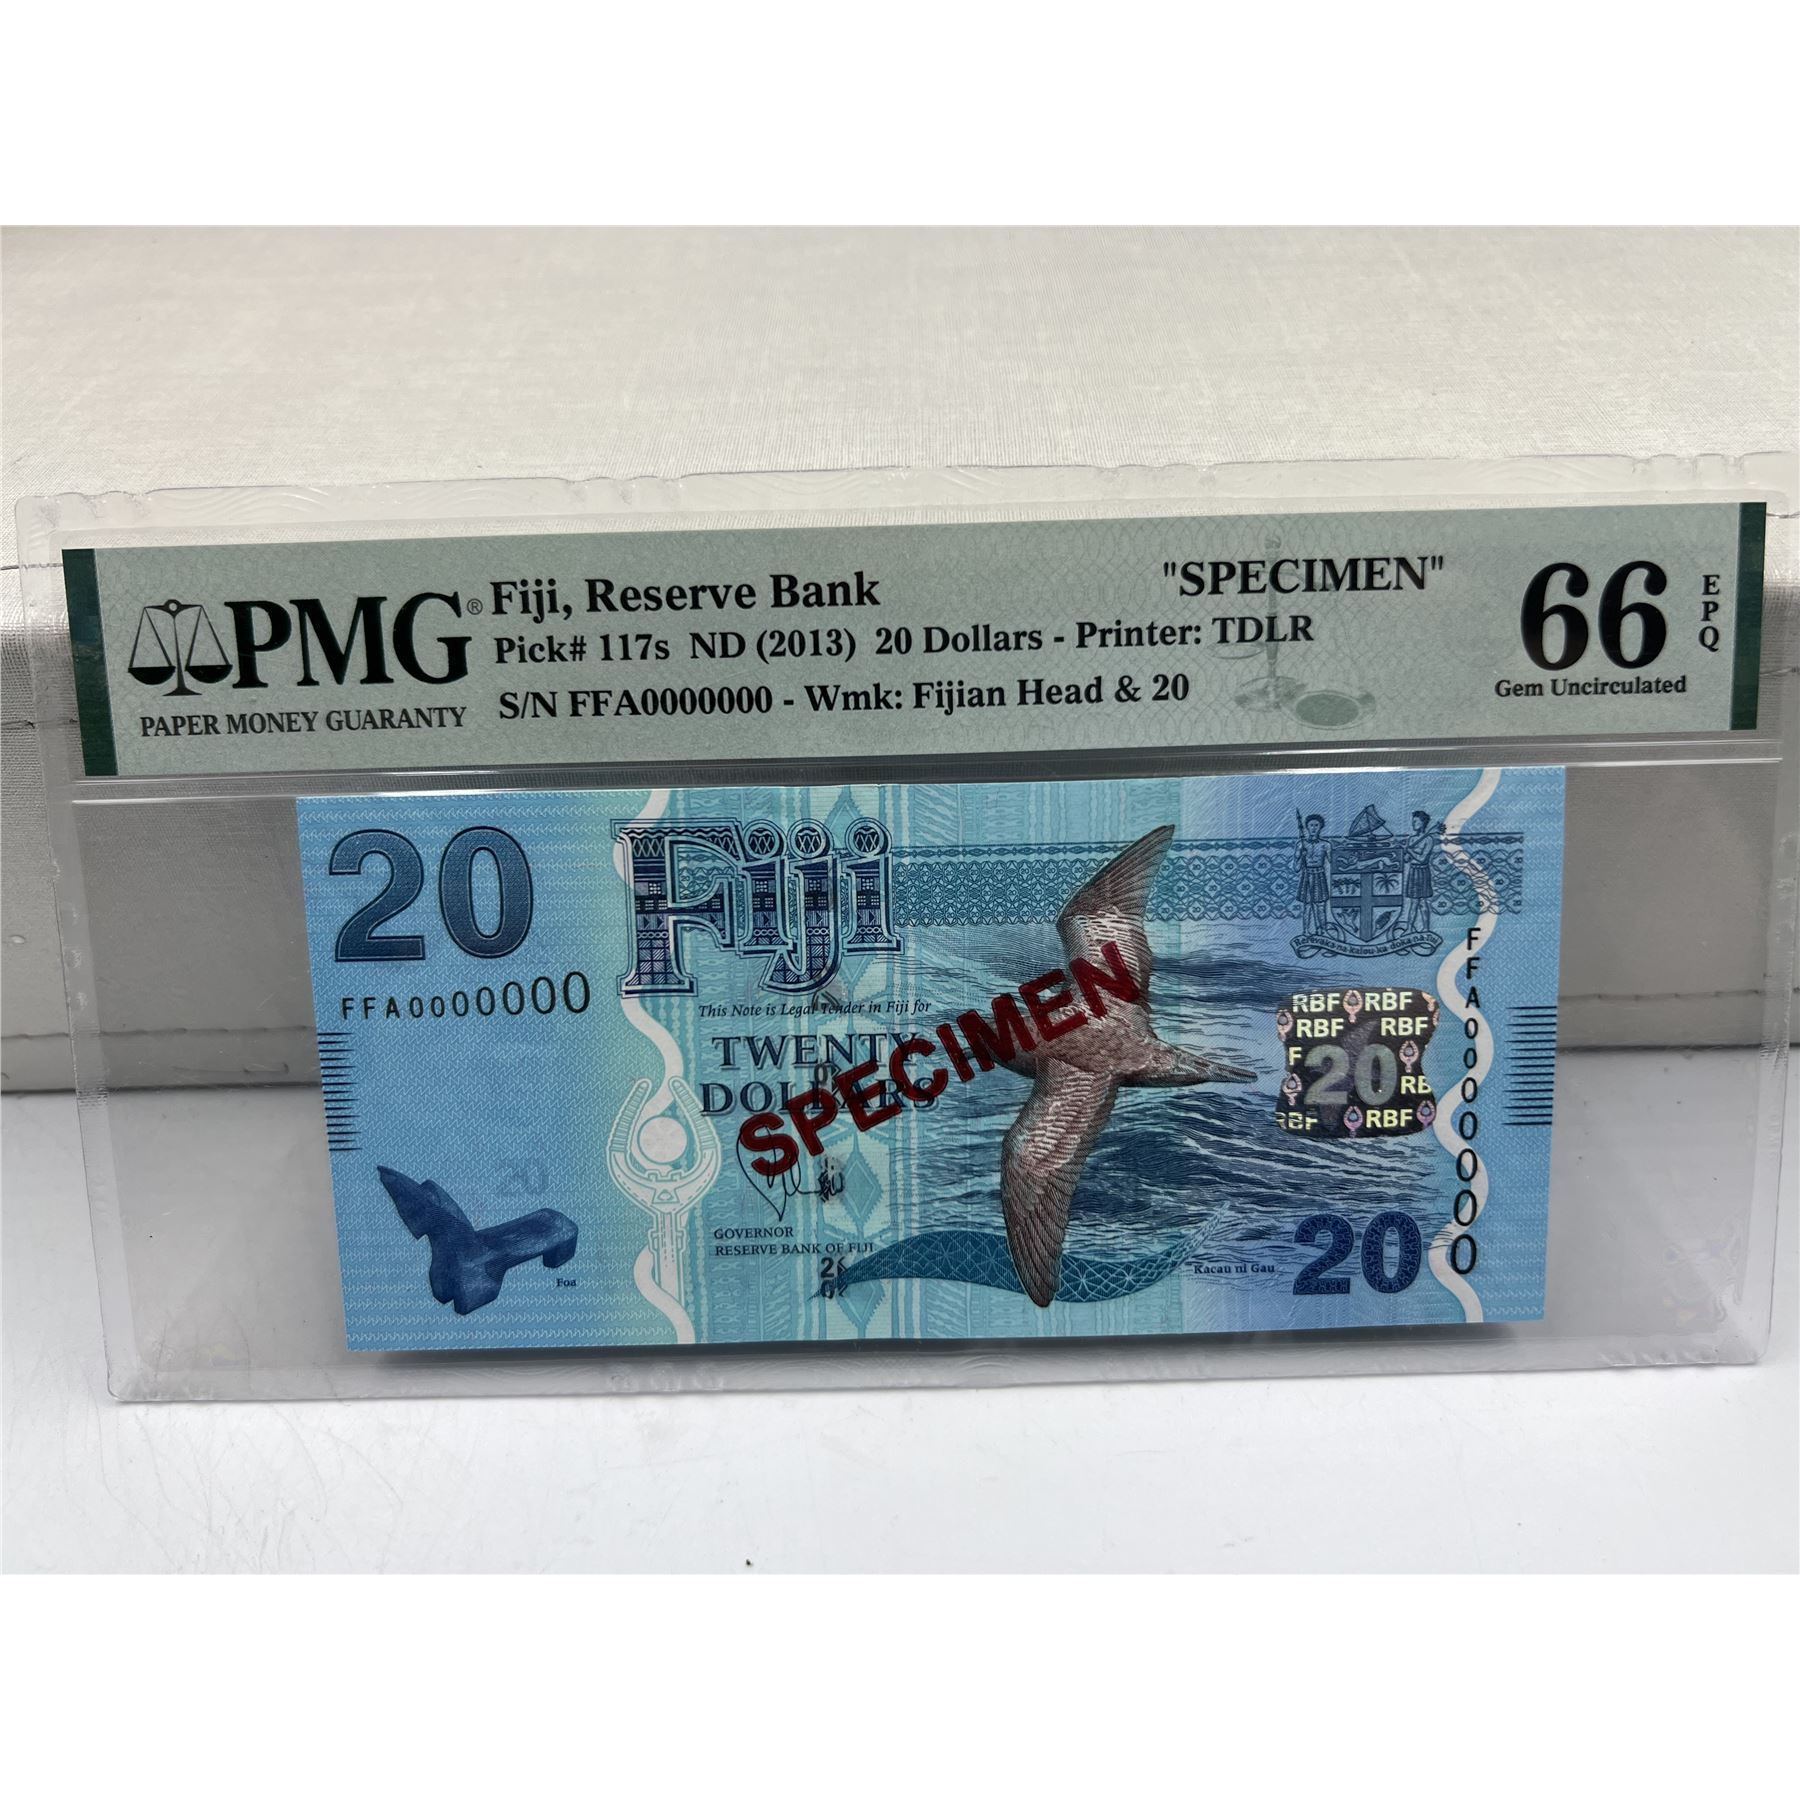 PMG®
PAPER MONEY GUARANTY
Fiji, Reserve Bank
"SPECIMEN"
Pick# 117s ND (2013) 20 Dollars - Printer: TDLR
S/N FFA0000000 - Wmk: Fijian Head & 20
66
EPQ
Gem Uncirculated
20
FFA0000000
Fiji
This Note is Legal Tender in Fiji for
TWENTY
DOLLARS
SPECIMEN
GOVERNOR
RESERVE BANK OF FIJI
Foa
Kacau ni Gau
20
FFA0000000
RBF RBF
RBF RBF
20
RBF